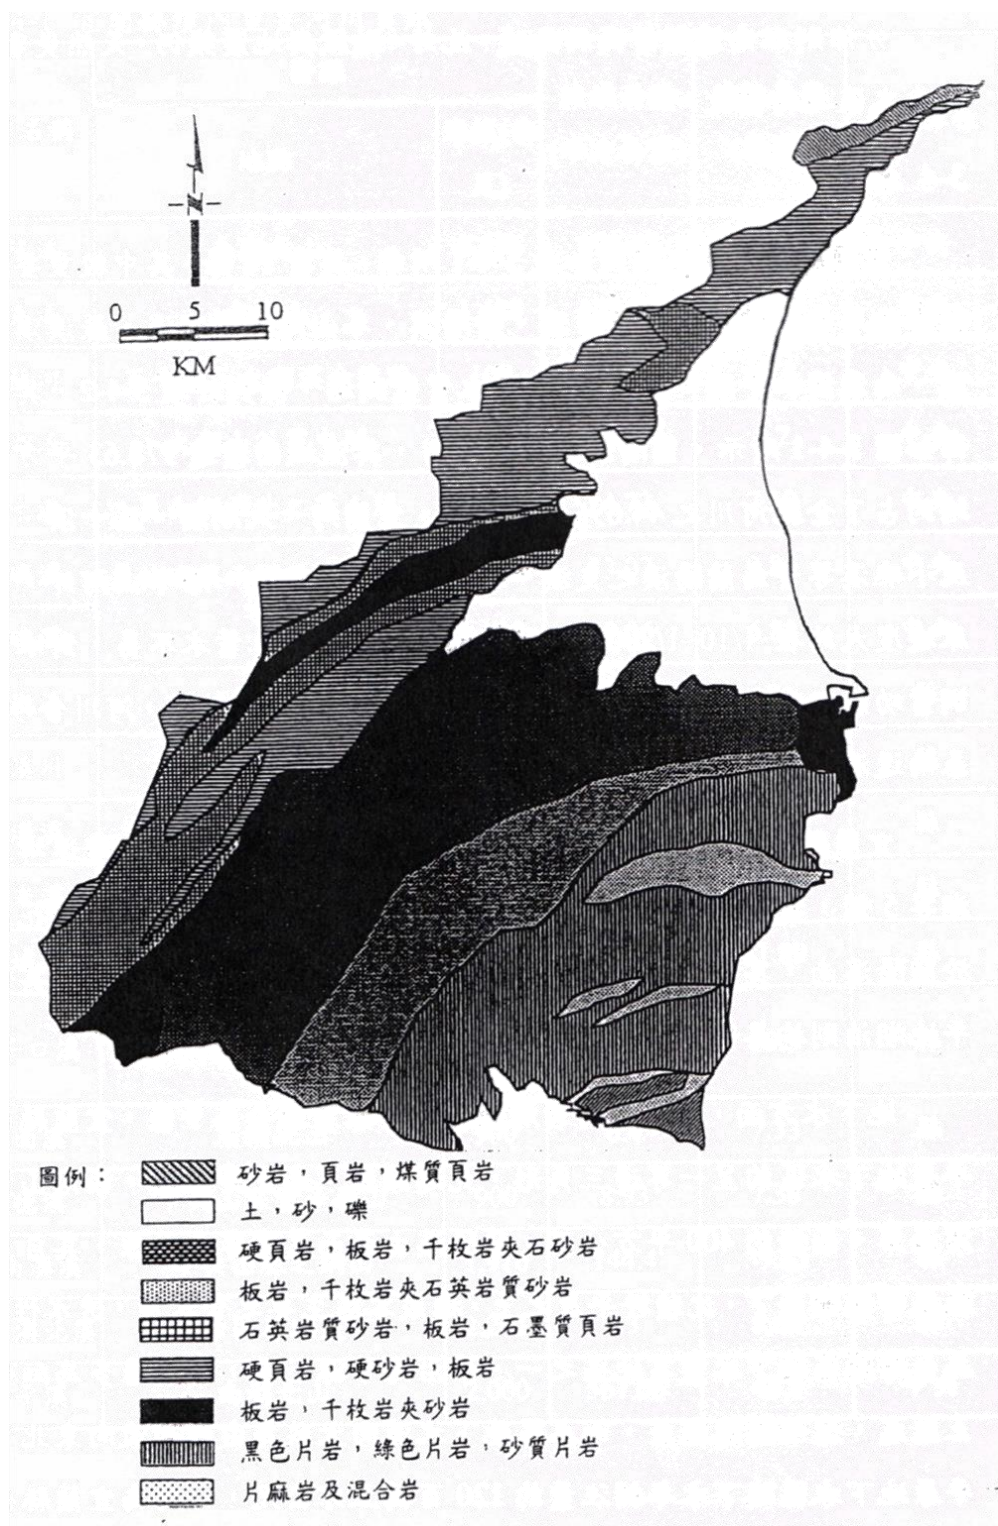 N
0 5 10
KM
圖例：
砂岩，頁岩，煤質頁岩
土，砂，礫
硬頁岩，板岩，千枚岩夾石砂岩
板岩，千枚岩夾石英岩質砂岩
石英岩質砂岩，板岩，石墨質頁岩
硬頁岩，硬砂岩，板岩
板岩，千枚岩夾砂岩
黑色片岩，綠色片岩，砂質片岩
片麻岩及混合岩